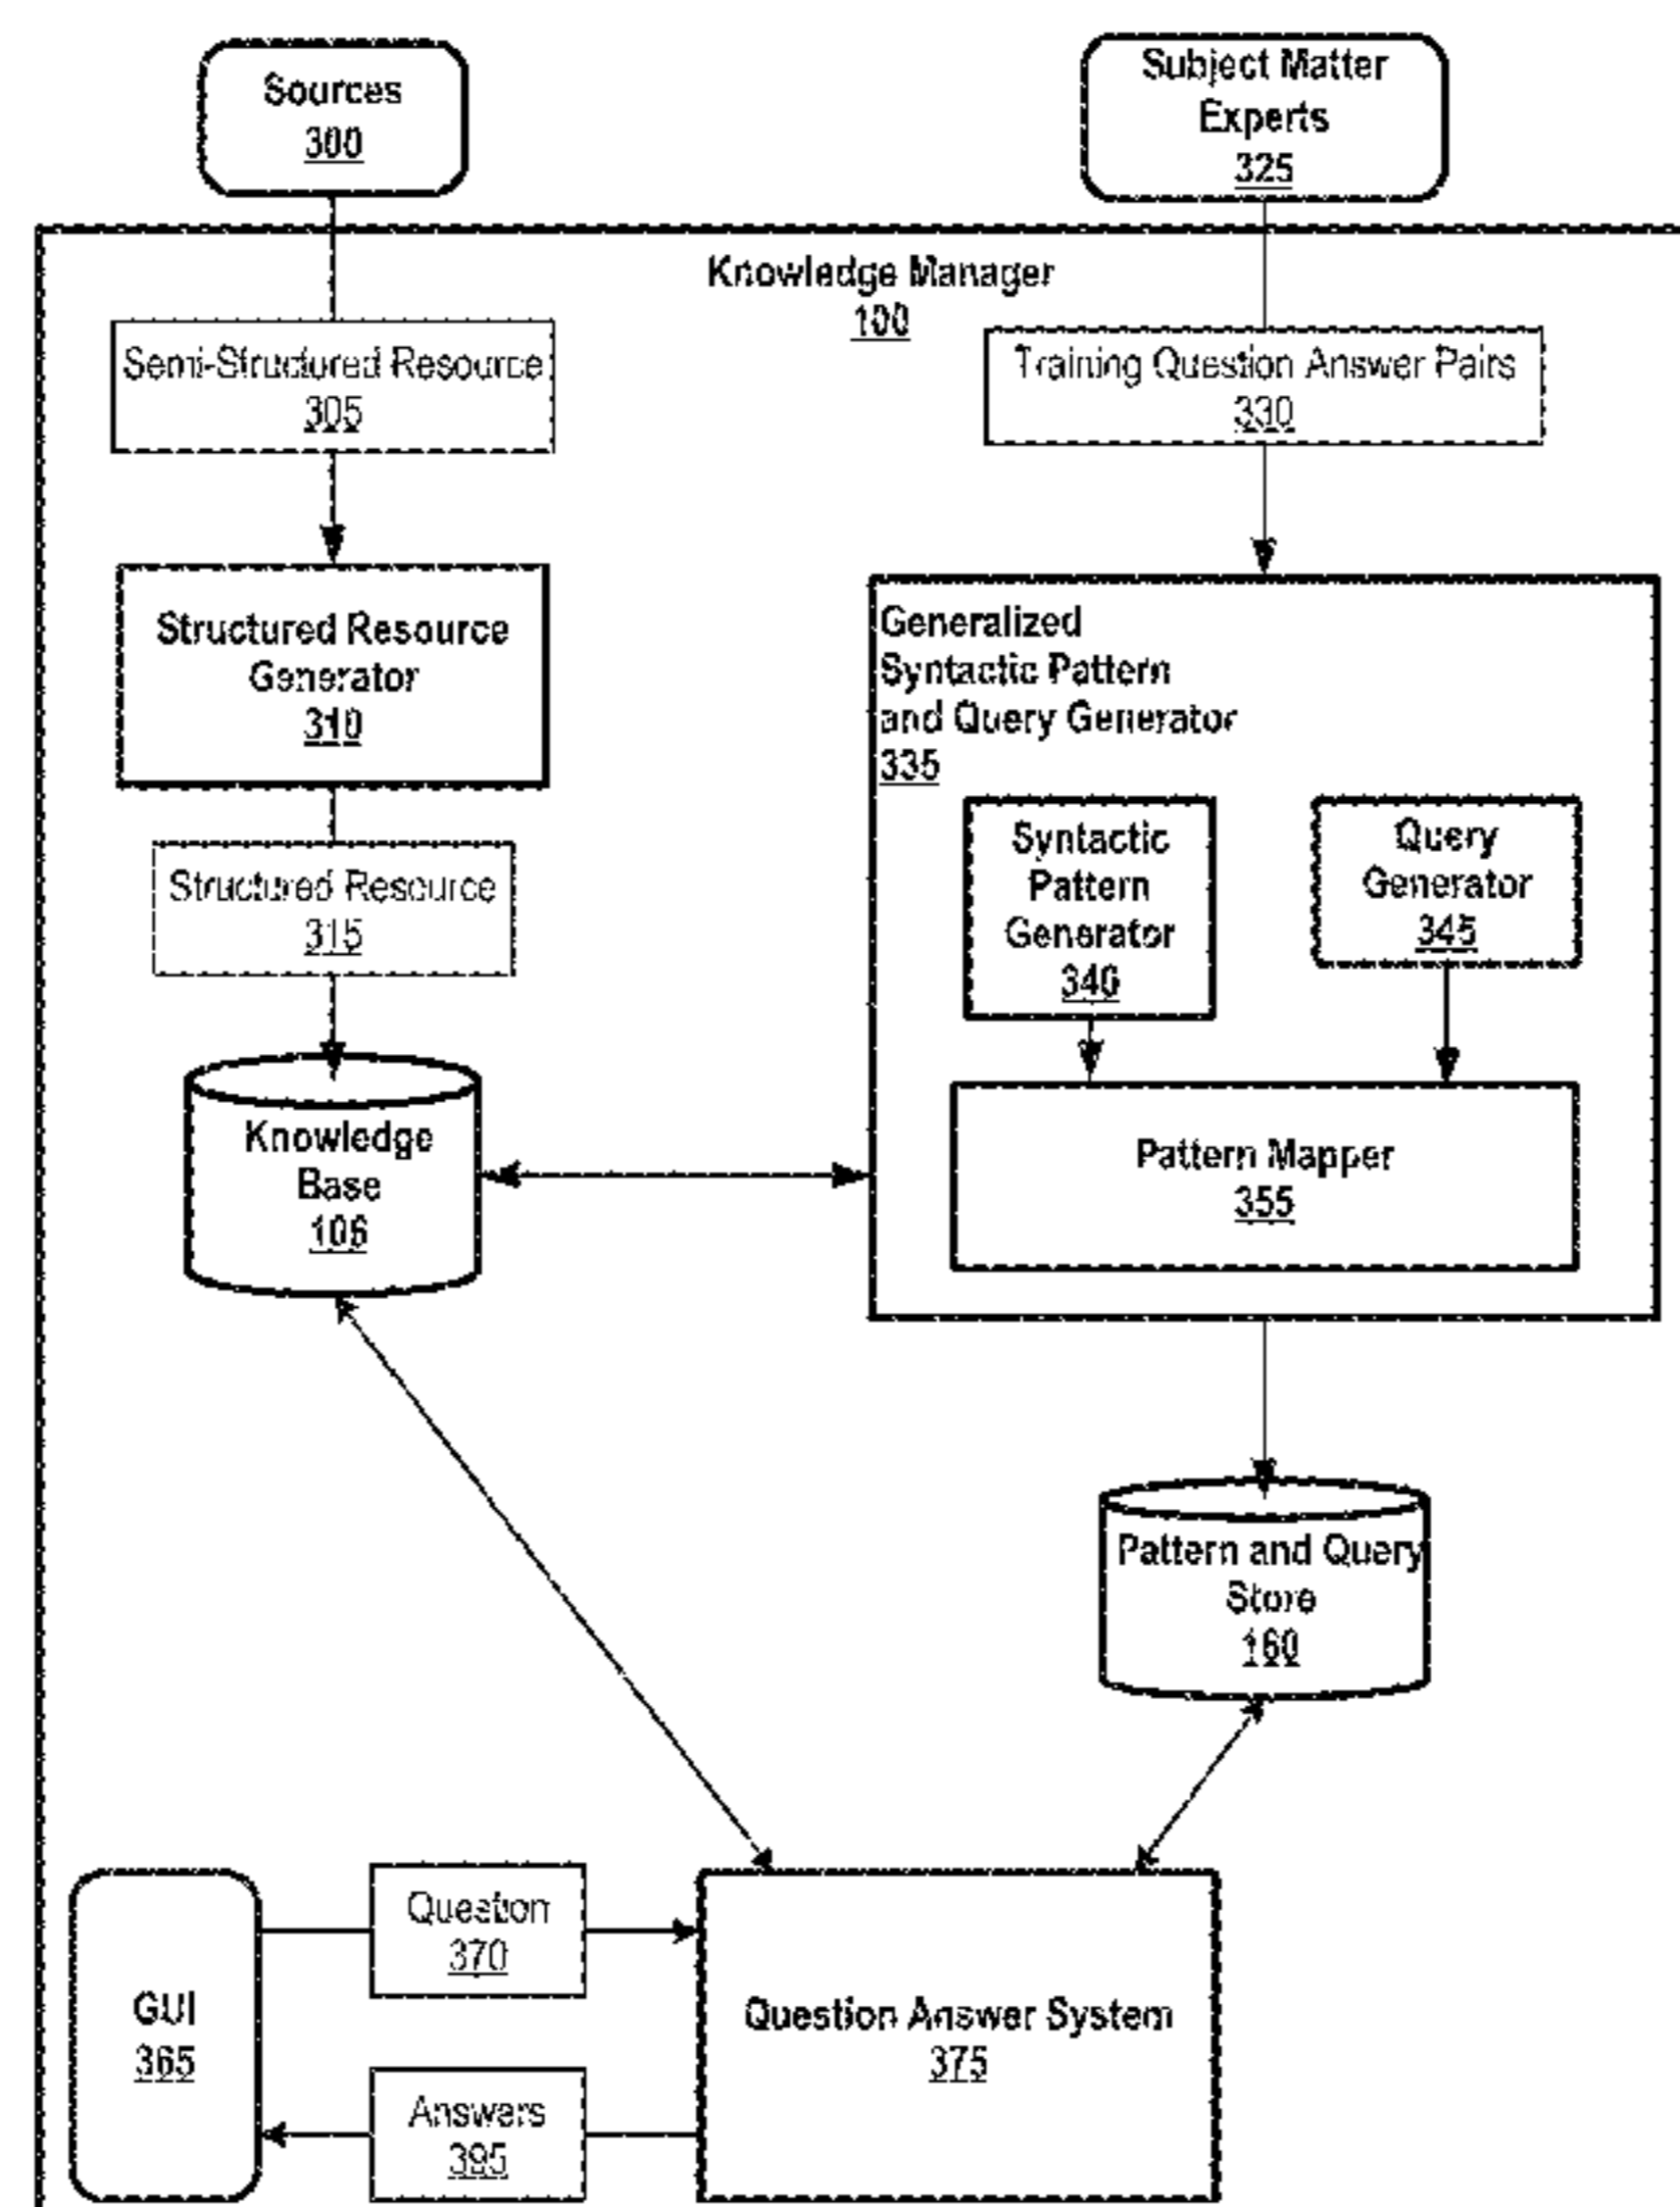 Sources
300
Subject Matter
Experts
325
Knowledge Manager
100
Semi-Structured Resource
305
Training Question Answer Pairs
330
Structured Resource
Generator
310
Generalized
Syntactic Pattern
and Query Generator
335
Syntactic
Pattern
Generator
340
Query
Generator
345
Structured Resource
315
Knowledge
Base
106
Pattern Mapper
355
Pattern and Query
Store
160
GUI
365
Question
370
Question Answer System
375
Answers
395